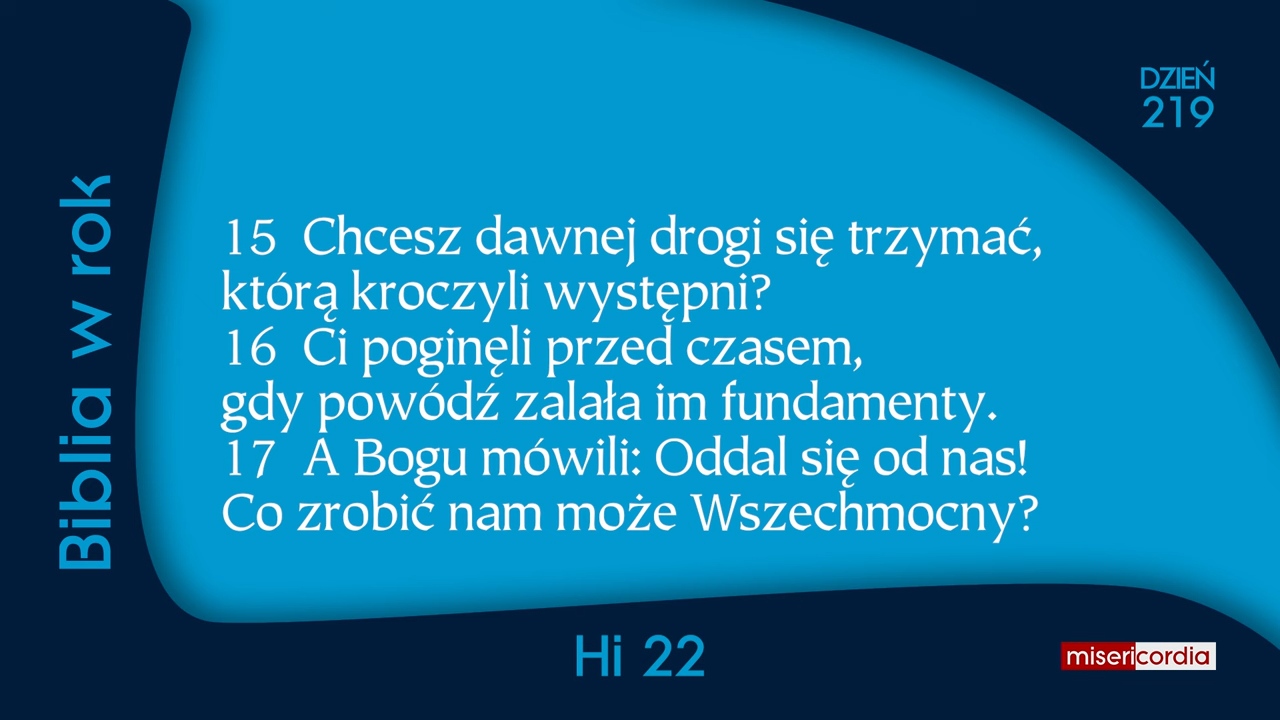 DZIEŃ
219
Biblia w rok
15 Chcesz dawnej drogi się trzymać,
którą kroczyli występni?
16 Ci poginęli przed czasem,
gdy powódź zalała im fundamenty.
17 A Bogu mówili: Oddal się od nas!
Co zrobić nam może Wszechmocny?
Hi 22
misericordia